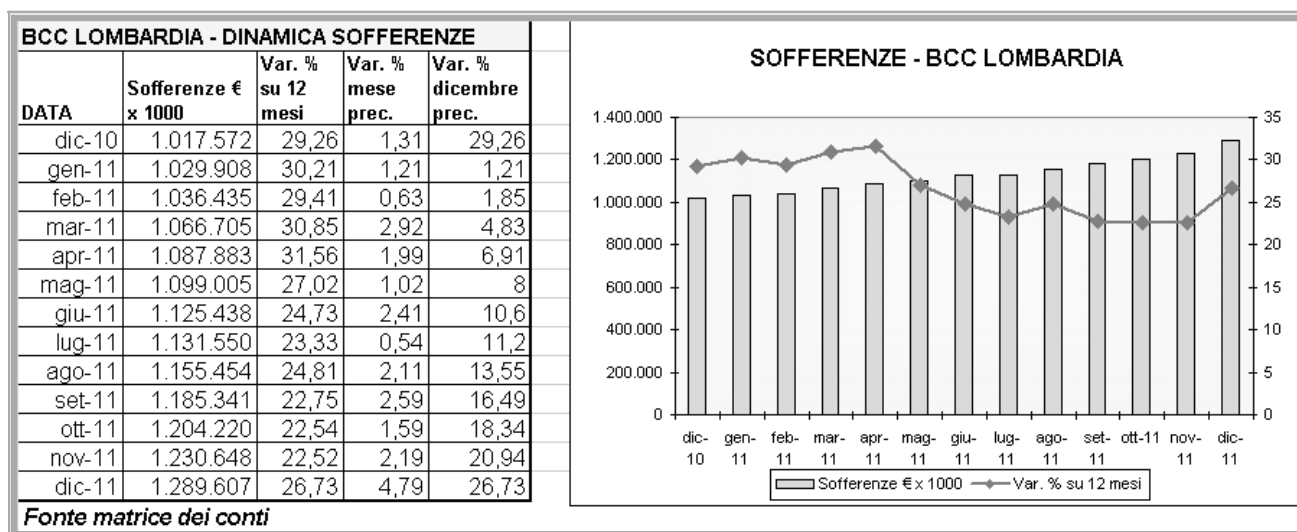 BCC LOMBARDIA - DINAMICA SOFFERENZE
DATA Sofferenze € x 1000 Var. % su 12 mesi Var. % mese prec. Var. % dicembre prec.
dic-10 1.017.572 29,26 1,31 29,26
gen-11 1.029.908 30,21 1,21 1,21
feb-11 1.036.435 29,41 0,63 1,85
mar-11 1.066.705 30,85 2,92 4,83
apr-11 1.087.883 31,56 1,99 6,91
mag-11 1.099.005 27,02 1,02 8
giu-11 1.125.438 24,73 2,41 10,6
lug-11 1.131.550 23,33 0,54 11,2
ago-11 1.155.454 24,81 2,11 13,55
set-11 1.185.341 22,75 2,59 16,49
ott-11 1.204.220 22,54 1,59 18,34
nov-11 1.230.648 22,52 2,19 20,94
dic-11 1.289.607 26,73 4,79 26,73
Fonte matrice dei conti
SOFFERENZE - BCC LOMBARDIA
1.400.000 35
1.200.000 30
1.000.000 25
800.000 20
600.000 15
400.000 10
200.000 5
0 0
dic- gen- feb- mar- apr- mag- giu- lug- ago- set- ott-11 nov- dic-
10 11 11 11 11 11 11 11 11 11 11 11
Sofferenze € x 1000 Var. % su 12 mesi